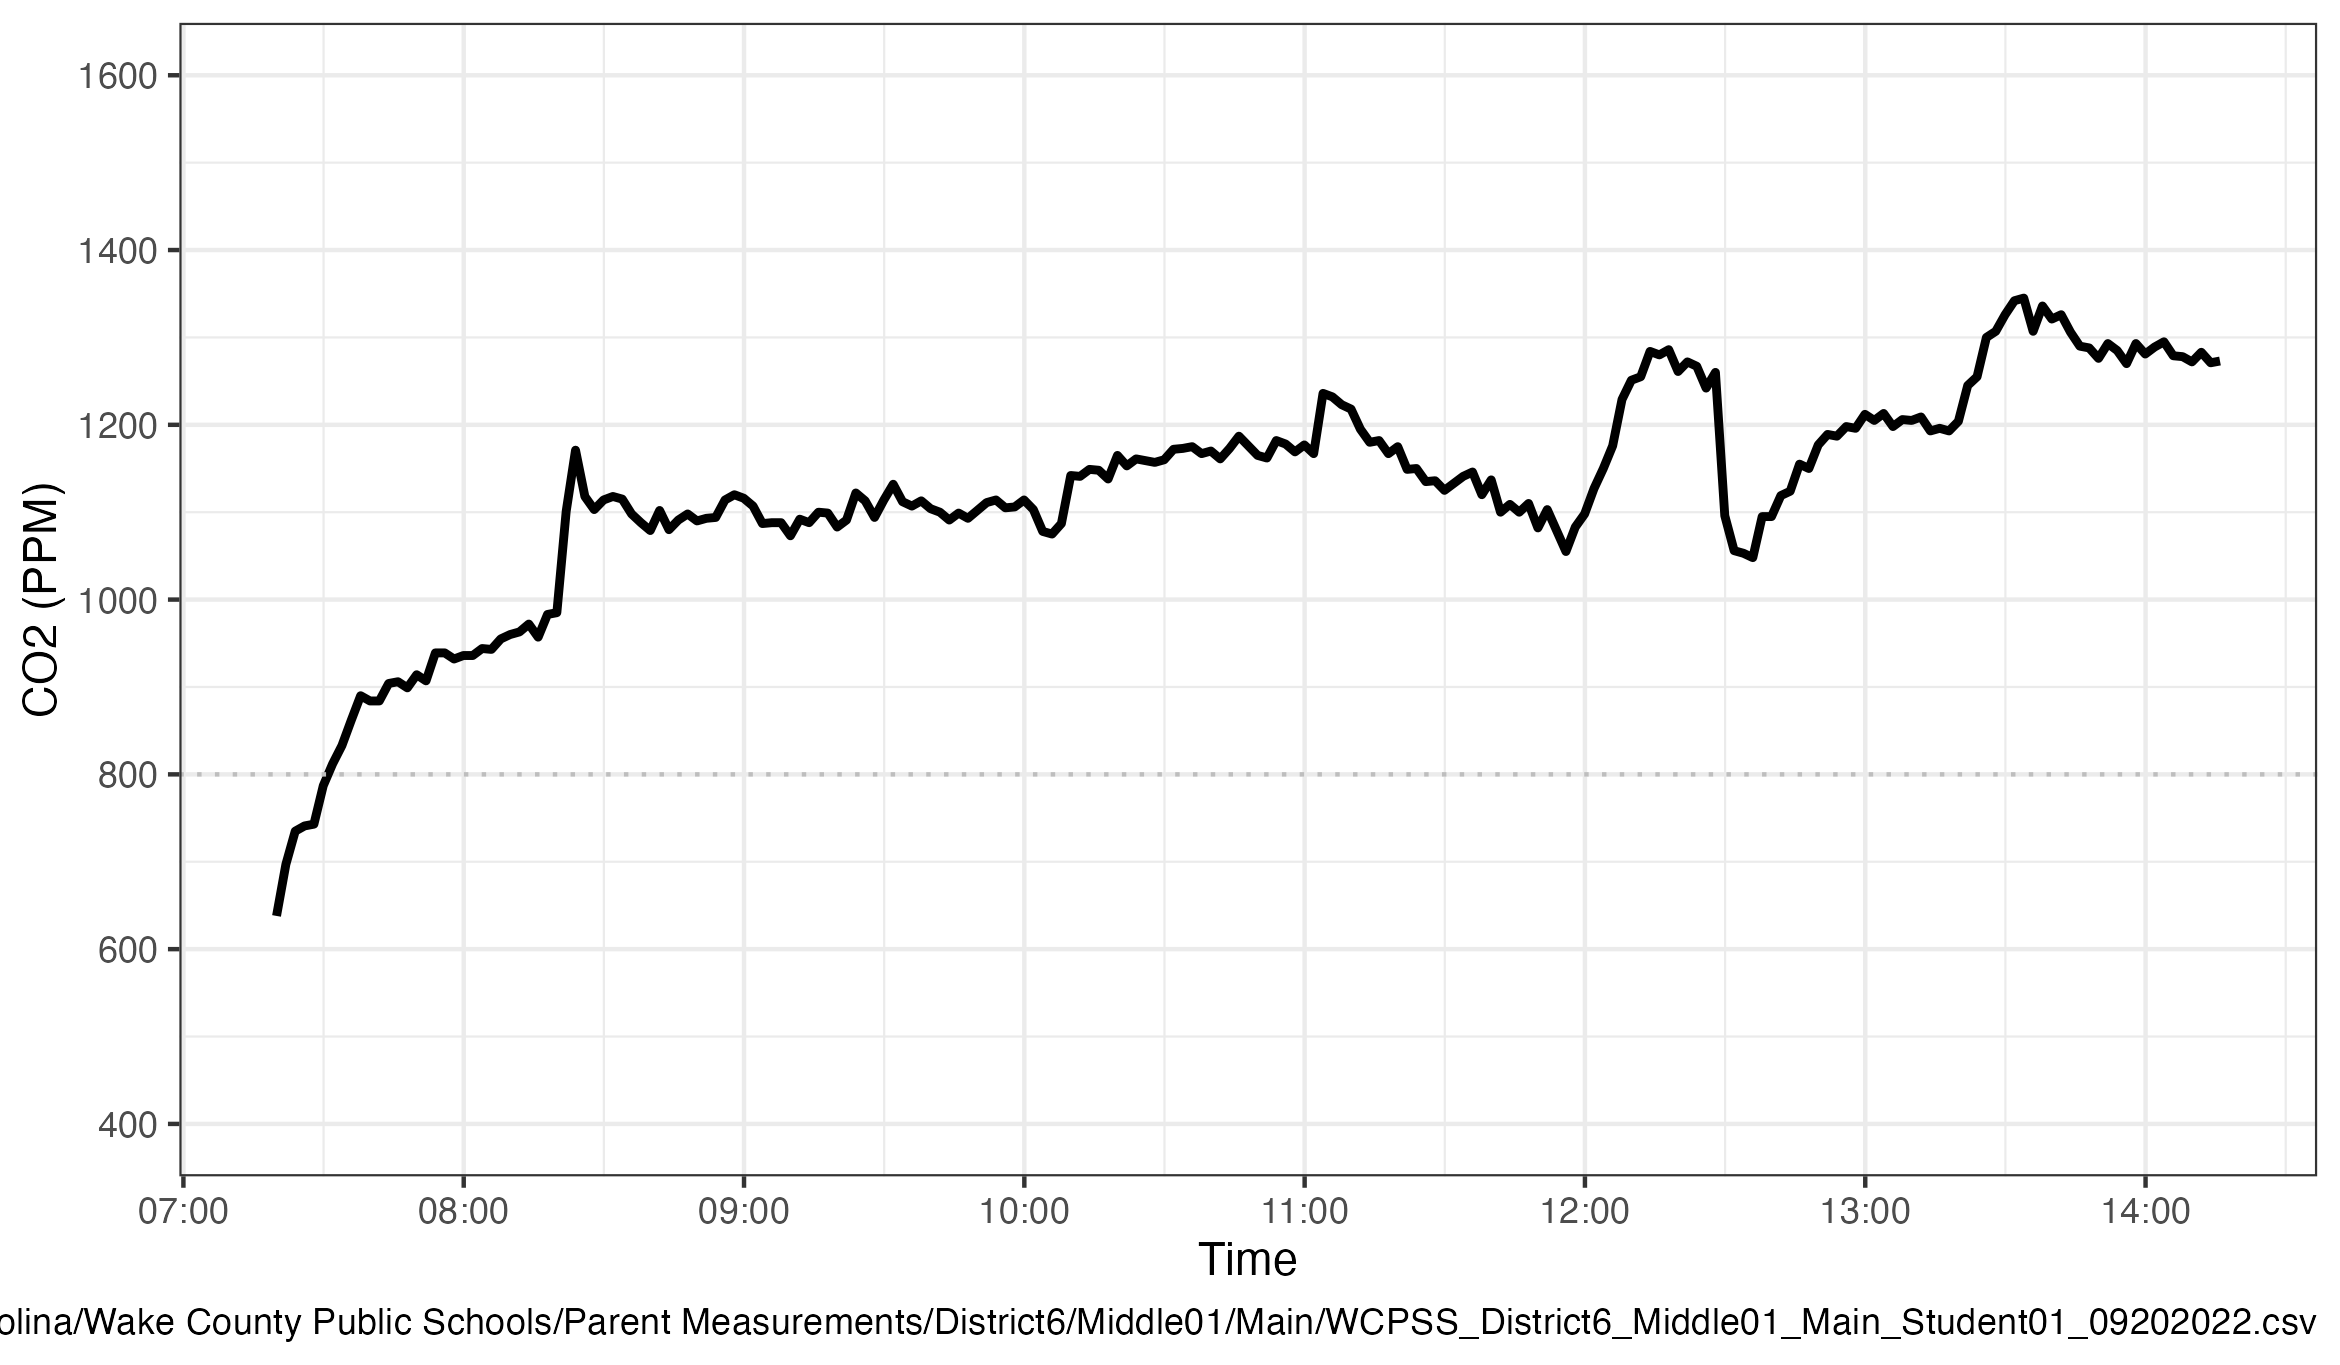 1600
1400
1200
1000
800
600
400
CO2 (PPM)
07:00 08:00 09:00 10:00 11:00 12:00 13:00 14:00
Time
olina/Wake County Public Schools/Parent Measurements/District6/Middle01/Main/WCPSS_District6_Middle01_Main_Student01_09202022.csv